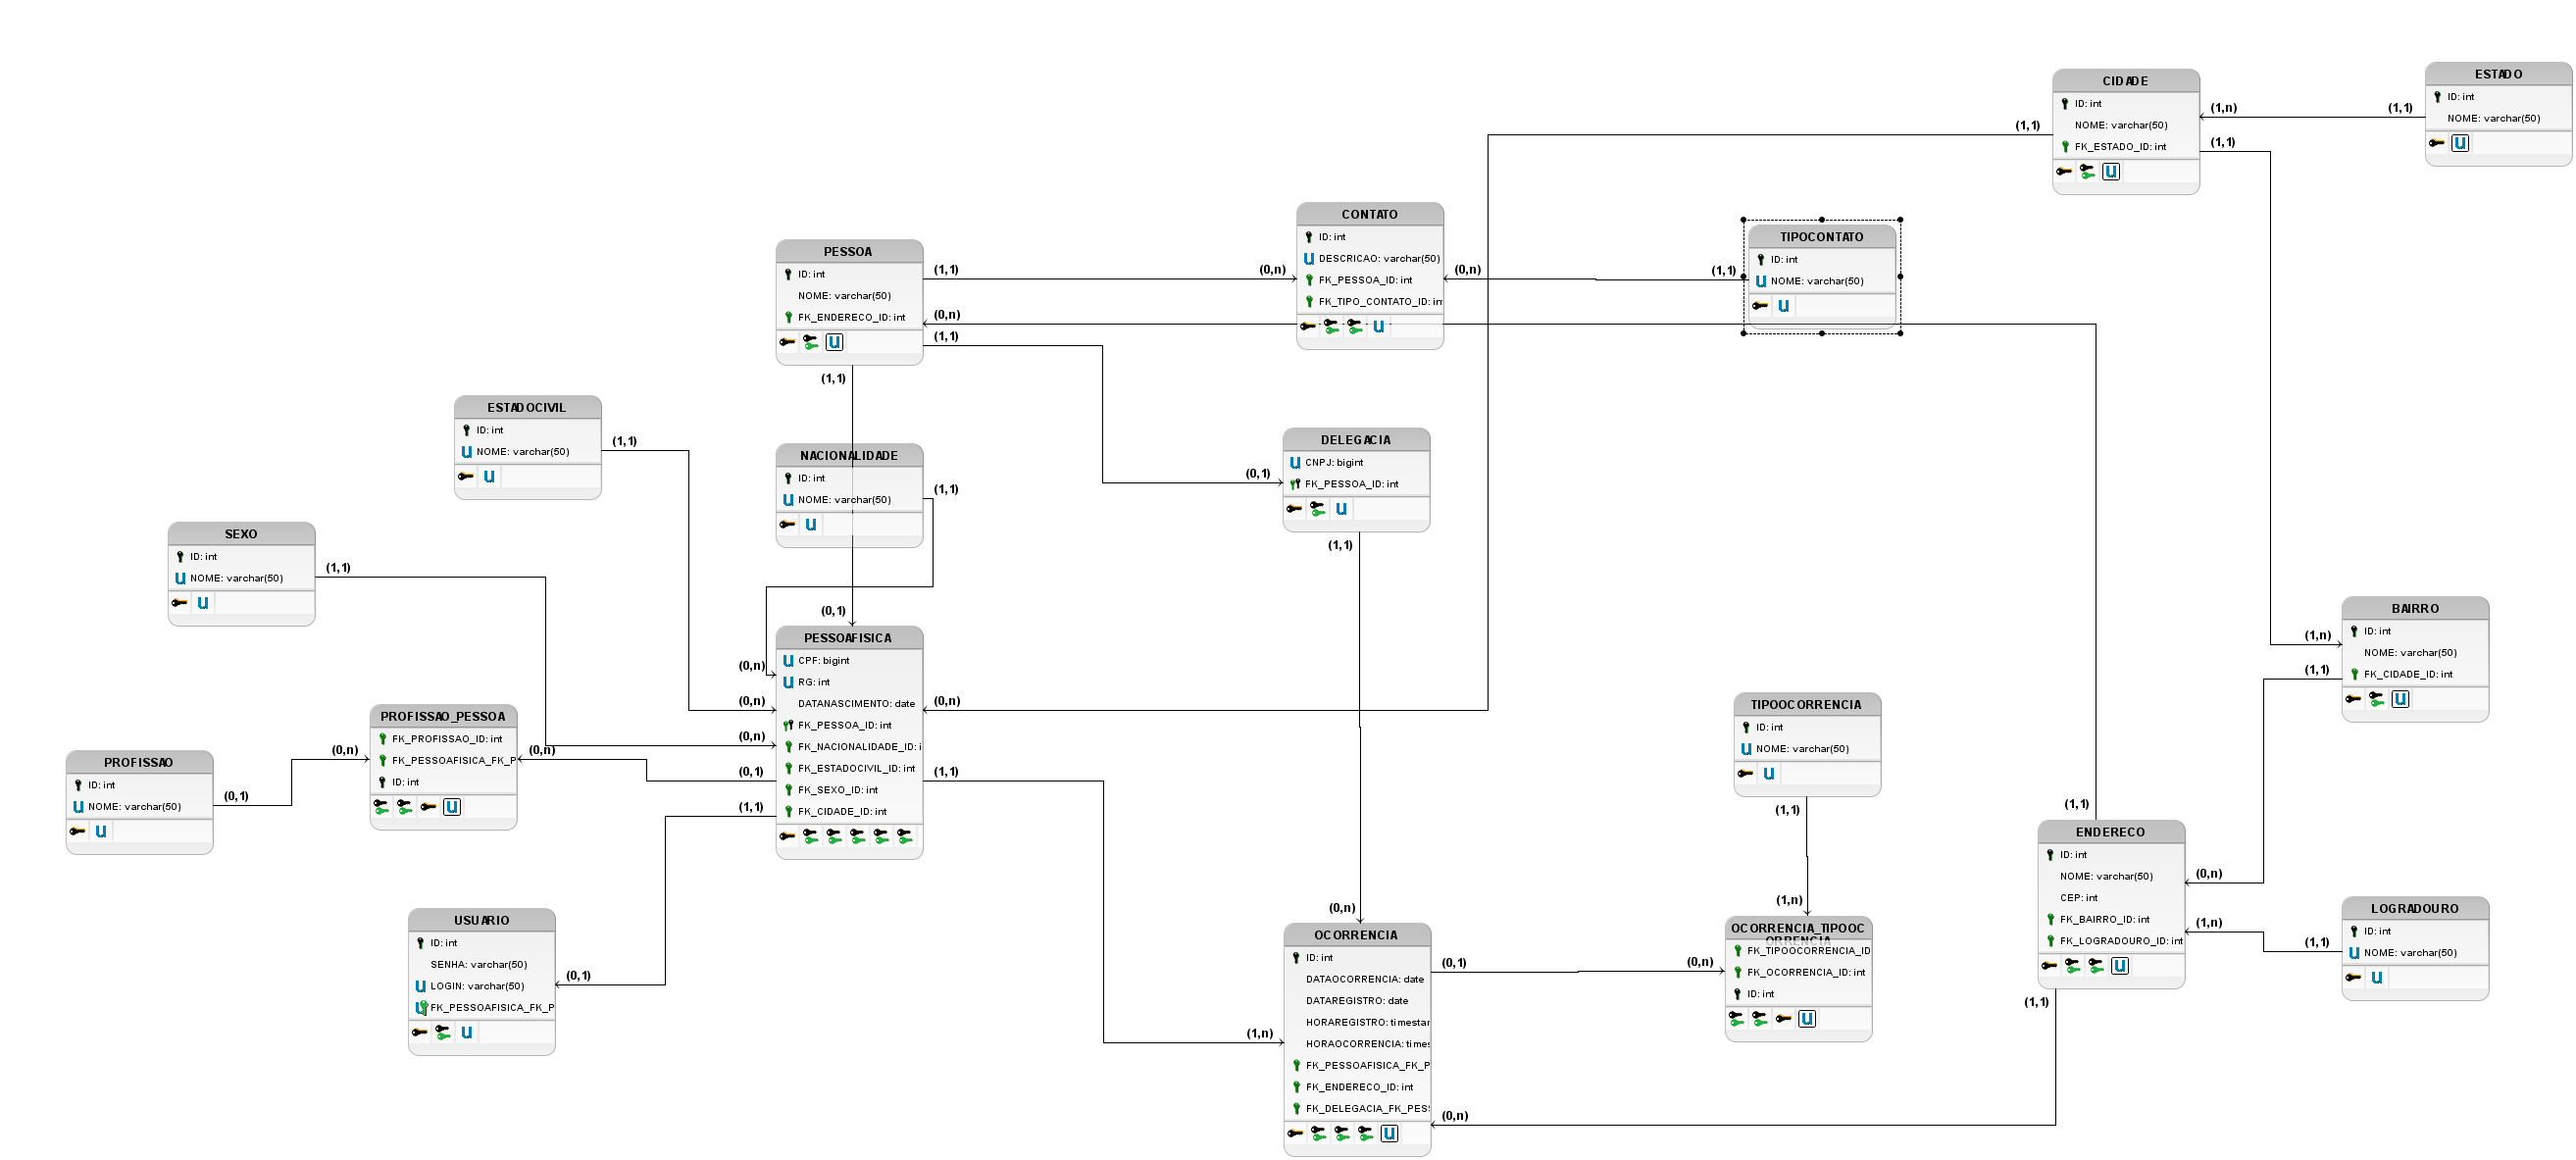 CIDADE
ID: int
NOME: varchar(50)
FK_ESTADO_ID: int
(1,1)
(1,n)
(1,1)
(1,1)
ESTADO
ID: int
NOME: varchar(50)
PESSOA
ID: int
NOME: varchar(50)
FK_ENDERECO_ID: int
(1,1)
(0,n)
(1,1)
(1,1)
CONTATO
ID: int
DESCRICAO: varchar(50)
FK_PESSOA_ID: int
FK_TIPO_CONTATO_ID: int
(0,n)
(0,n)
(1,1)
TIPOCONTATO
ID: int
NOME: varchar(50)
ESTADOCIVIL
ID: int
NOME: varchar(50)
(1,1)
NACIONALIDADE
ID: int
NOME: varchar(50)
(1,1)
DELEGACIA
CNPJ: bigint
FK_PESSOA_ID: int
(0,1)
(1,1)
SEXO
ID: int
NOME: varchar(50)
(1,1)
(0,1)
PESSOAFISICA
CPF: bigint
RG: int
DATANASCIMENTO: date
FK_PESSOA_ID: int
FK_NACIONALIDADE_ID: i
FK_ESTADOCIVIL_ID: int
FK_SEXO_ID: int
FK_CIDADE_ID: int
(0,n)
(0,n)
(0,n)
(0,1)
(1,1)
(0,n)
(1,1)
BAIRRO
ID: int
NOME: varchar(50)
FK_CIDADE_ID: int
(1,n)
(1,1)
PROFISSAO_PESSOA
FK_PROFISSAO_ID: int
FK_PESSOAFISICA_FK_P
ID: int
(0,n)
(0,n)
PROFISSAO
ID: int
NOME: varchar(50)
(0,1)
TIPOOCORRENCIA
ID: int
NOME: varchar(50)
(1,1)
(1,1)
ENDERECO
ID: int
NOME: varchar(50)
CEP: int
FK_BAIRRO_ID: int
FK_LOGRADOURO_ID: int
(0,n)
(1,n)
(1,1)
(1,1)
LOGRADOURO
ID: int
NOME: varchar(50)
USUARIO
ID: int
SENHA: varchar(50)
LOGIN: varchar(50)
FK_PESSOAFISICA_FK_P
(0,1)
(0,n)
OCORRENCIA
ID: int
DATAOCORRENCIA: date
DATAREGISTRO: date
HORAREGISTRO: timestar
HORAOCORRENCIA: times
FK_PESSOAFISICA_FK_P
FK_ENDERECO_ID: int
FK_DELEGACIA_FK_PES
(1,n)
(0,1)
(0,n)
(0,n)
(1,n)
OCORRENCIA_TIPOOC
ORRENCIA
FK_TIPOOCORRENCIA_ID
FK_OCORRENCIA_ID: int
ID: int